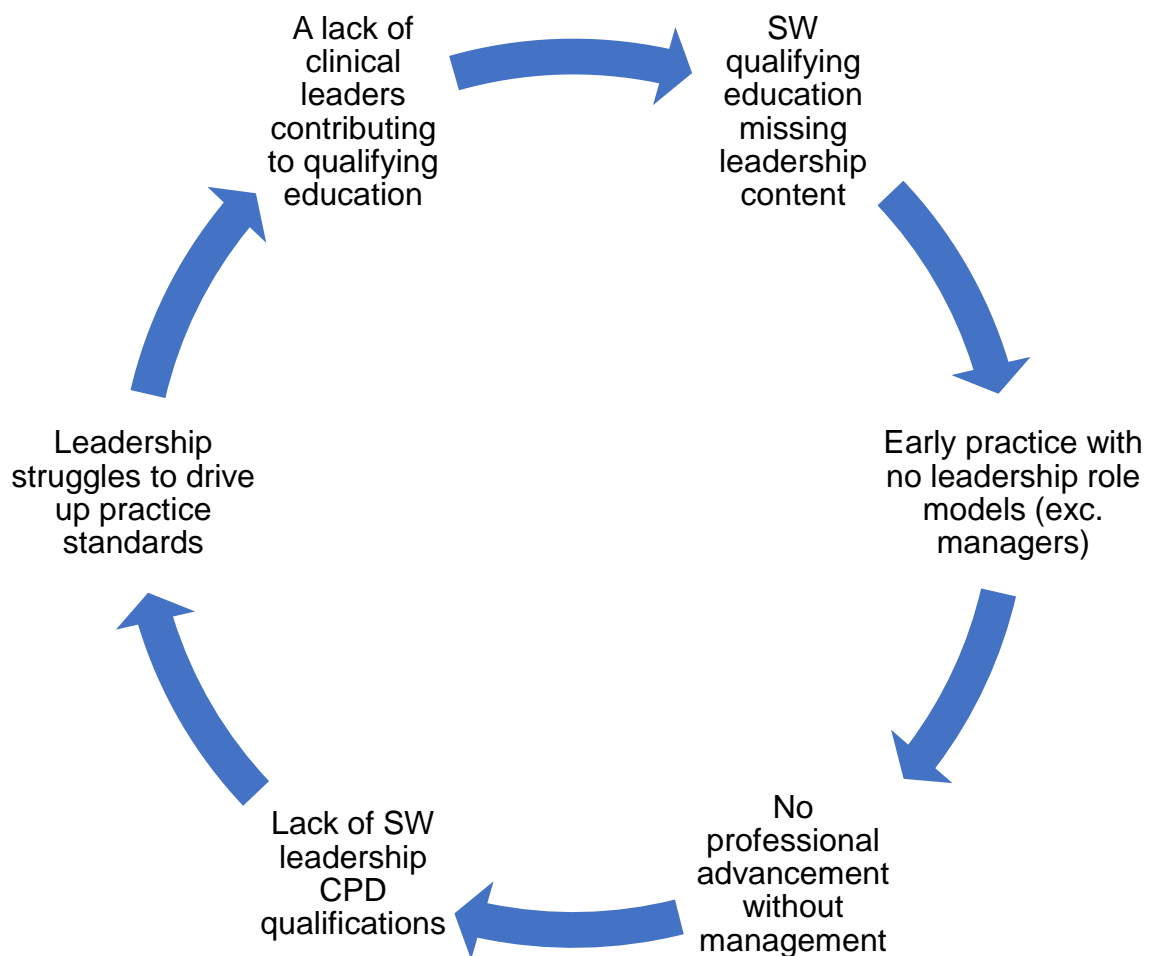 A lack of
clinical
leaders
contributing
to qualifying
education
SW
qualifying
education
missing
leadership
content
Early practice with
no leadership role
models (exc.
managers)
No
professional
advancement
without
management
Lack of SW
leadership
CPD
qualifications
Leadership
struggles to drive
up practice
standards